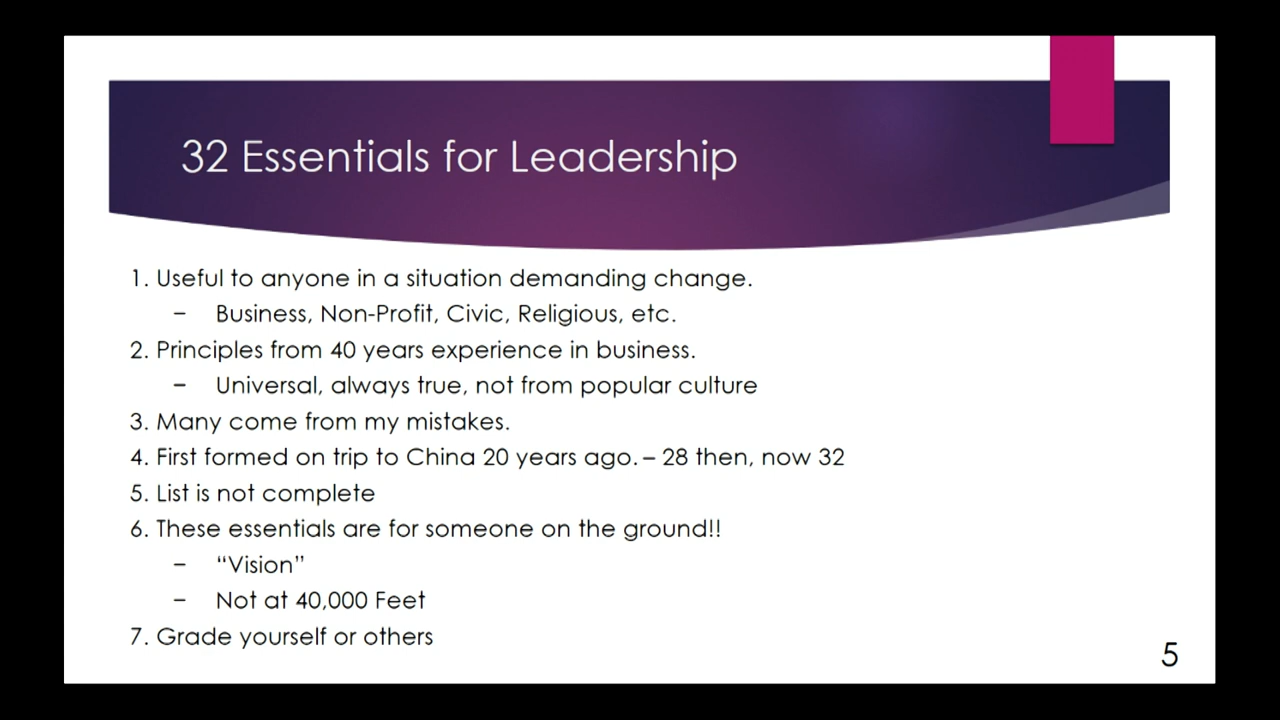 32 Essentials for Leadership
1. Useful to anyone in a situation demanding change.
– Business, Non-Profit, Civic, Religious, etc.
2. Principles from 40 years experience in business.
– Universal, always true, not from popular culture
3. Many come from my mistakes.
4. First formed on trip to China 20 years ago. – 28 then, now 32
5. List is not complete
6. These essentials are for someone on the ground!!
– “Vision”
– Not at 40,000 Feet
7. Grade yourself or others
5